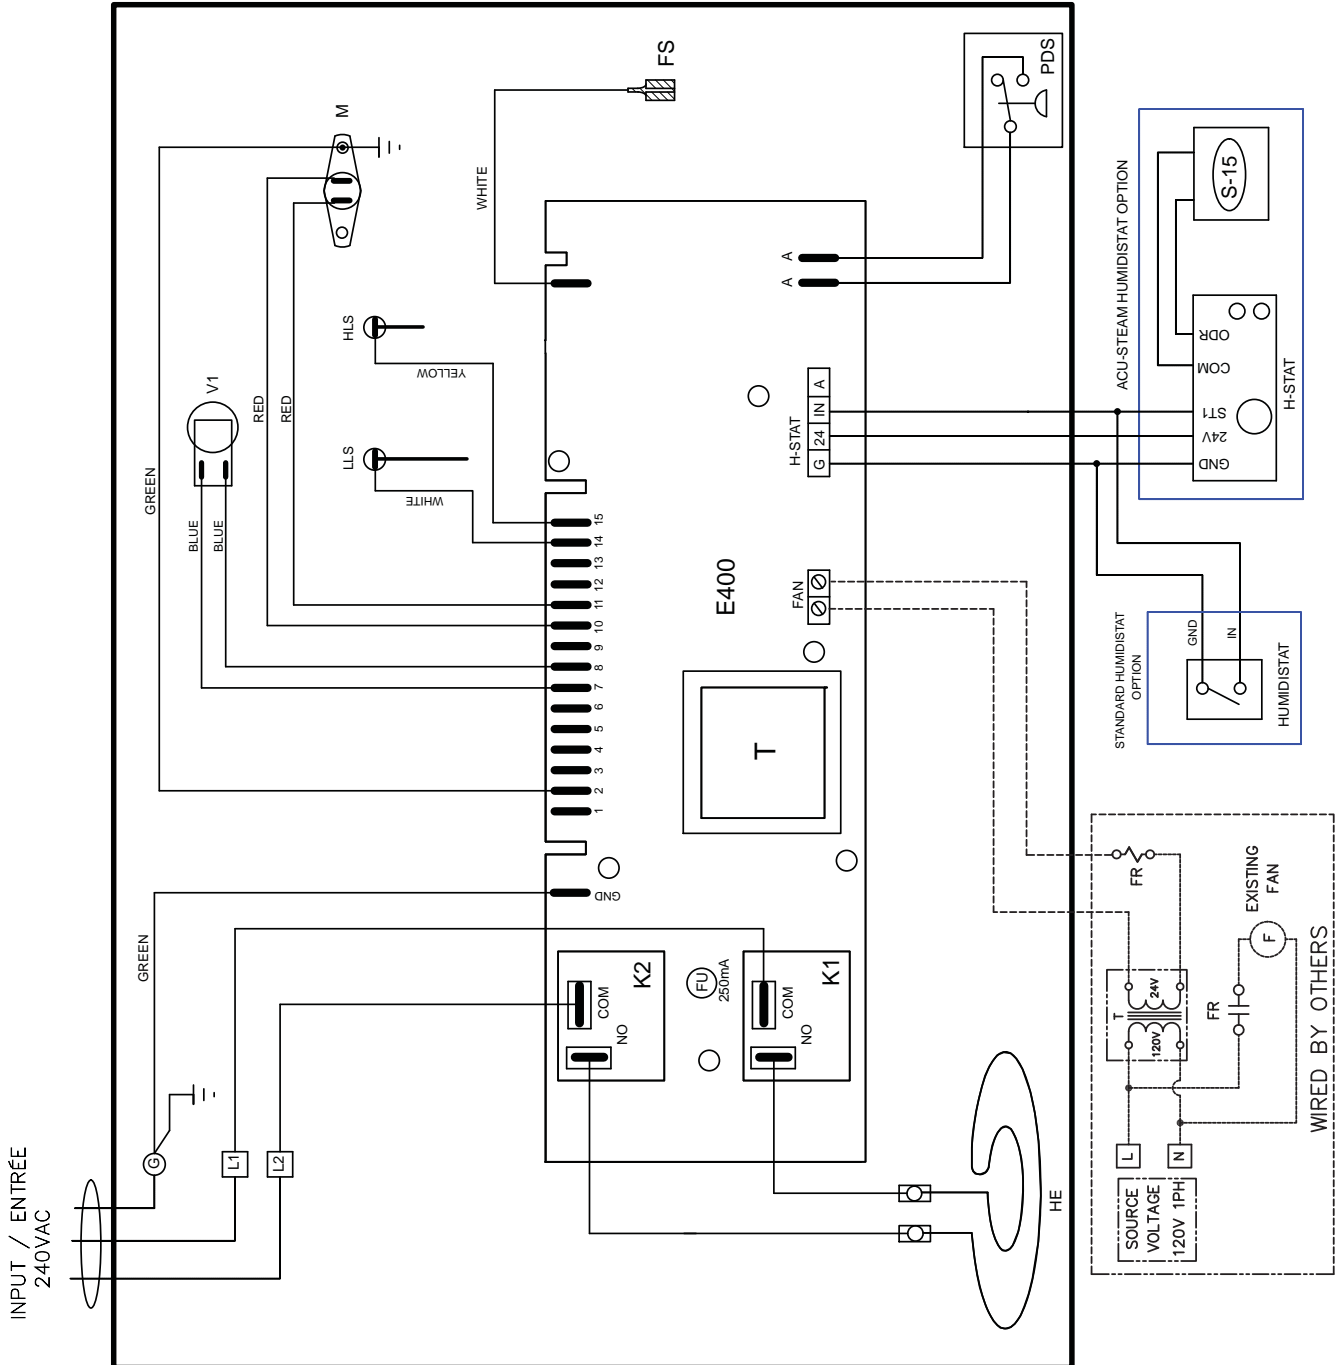 INPUT / ENTRÉE
240VAC
G
L1
L2
GREEN
GREEN
BLUE
BLUE
V1
RED
RED
M
HLS
YELLOW
LLS
WHITE
WHITE
FS
PDS
1
2
3
4
5
6
7
8
9
10
11
12
13
14
15
GND
K2
COM
NO
FU
250mA
K1
COM
NO
T
E400
FAN
H-STAT
G
24
IN
A
A
A
HE
ACU-STEAM HUMIDISTAT OPTION
S-15
ODR
COM
ST1
24V
GND
H-STAT
STANDARD HUMIDISTAT
OPTION
GND
IN
HUMIDISTAT
FR
EXISTING
FAN
F
FR
T
120V
24V
L
N
SOURCE
VOLTAGE
120V 1PH
WIRED BY OTHERS